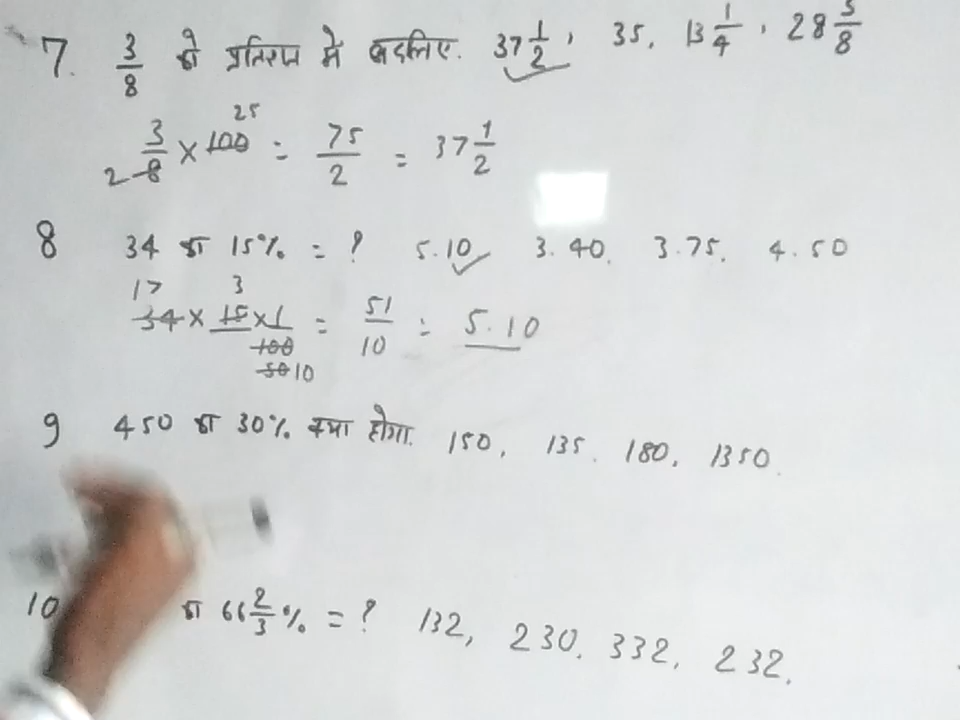 7. 3/8 को प्रतिशत में बदलिए. 37 1/2, 35, 13 1/4, 28 5/8
25
3/8 × 100 = 75/2 = 37 1/2
2
8 34 का 15% = ? 5.10 3.40. 3.75. 4.50
17 3
34 × 15 × 1/100 = 51/10 = 5.10
50 10
9 450 का 30% क्या होगा. 150, 135. 180. 1350.
10 का 66 2/3% = ? 132, 230. 332. 232.